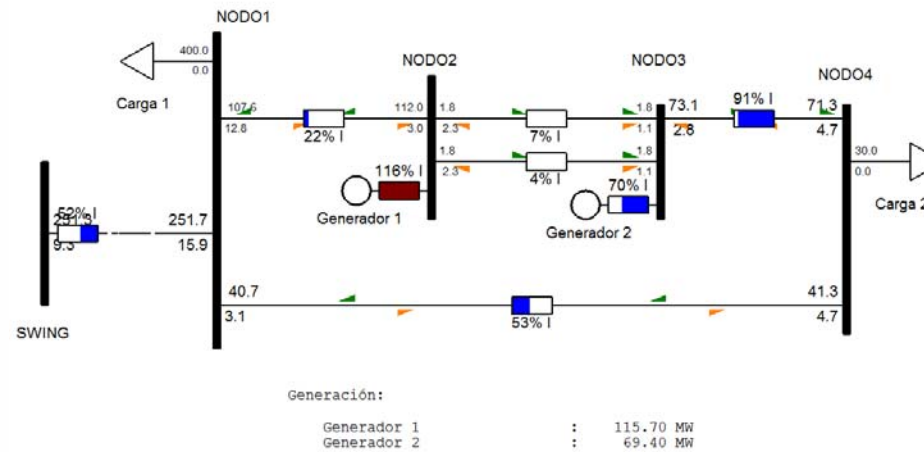 NODO1
400.0
0.0
Carga 1
NODO2
NODO3
NODO4
107.6
12.8
22% I
112.0
3.0
1.8
2.3
7% I
1.8
1.1
73.1
2.8
91% I
71.3
4.7
1.8
2.3
4% I
1.8
1.1
30.0
0.0
Carga 2
116% I
Generador 1
70% I
Generador 2
52% I
251.7
15.9
SWING
40.7
3.1
53% I
41.3
4.7
Generación:
Generador 1 : 115.70 MW
Generador 2 : 69.40 MW